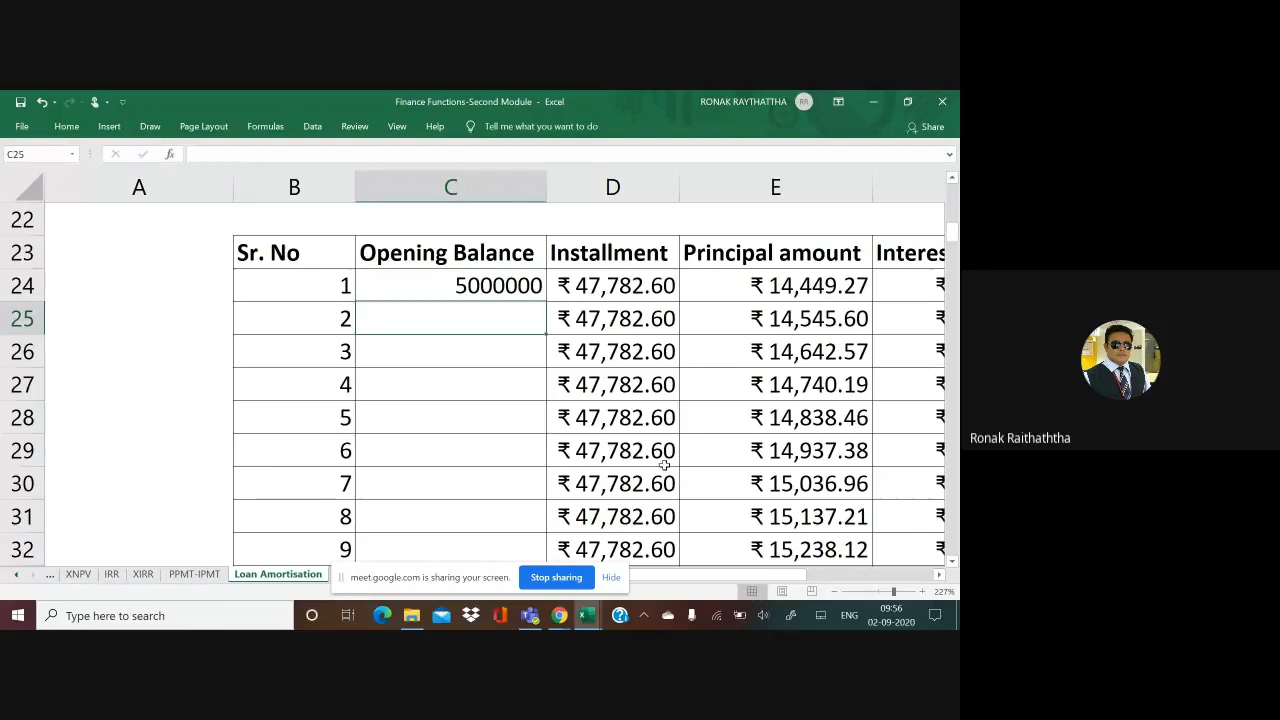 Finance Functions-Second Module - Excel
RONAK RAYTHATTHA RR
File Home Insert Draw Page Layout Formulas Data Review View Help Tell me what you want to do Share
C25 fx
A B C D E
22
23 Sr. No Opening Balance Installment Principal amount Interes
24 1 5000000 ₹ 47,782.60 ₹ 14,449.27 ₹
25 2 ₹ 47,782.60 ₹ 14,545.60 ₹
26 3 ₹ 47,782.60 ₹ 14,642.57 ₹
27 4 ₹ 47,782.60 ₹ 14,740.19 ₹
28 5 ₹ 47,782.60 ₹ 14,838.46 ₹
29 6 ₹ 47,782.60 ₹ 14,937.38 ₹
30 7 ₹ 47,782.60 ₹ 15,036.96 ₹
31 8 ₹ 47,782.60 ₹ 15,137.21 ₹
32 9 ₹ 47,782.60 ₹ 15,238.12 ₹
... XNPV IRR XIRR PPMT-IPMT Loan Amortisation
meet.google.com is sharing your screen. Stop sharing Hide
227%
Type here to search
ENG
09:56
02-09-2020
Ronak Raithaththa